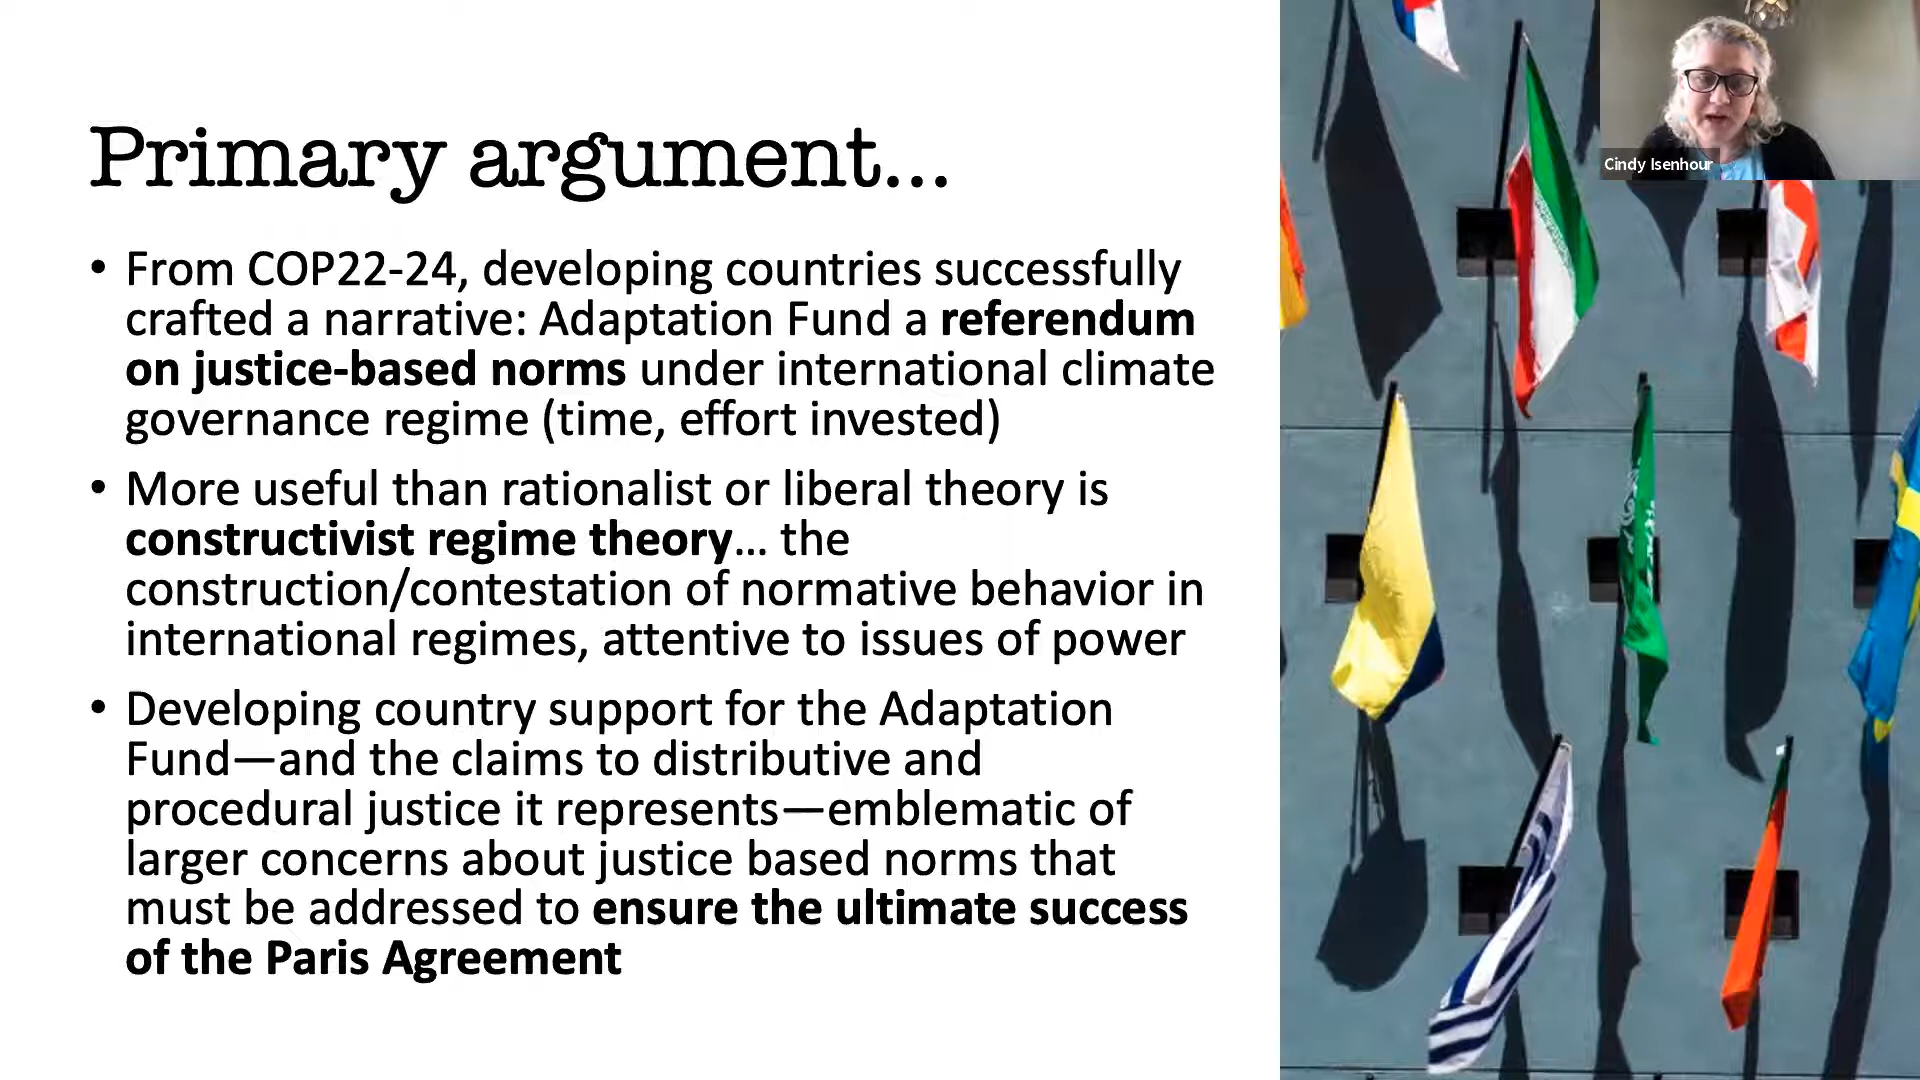 Primary argument...
• From COP22-24, developing countries successfully
crafted a narrative: Adaptation Fund a referendum
on justice-based norms under international climate
governance regime (time, effort invested)
• More useful than rationalist or liberal theory is
constructivist regime theory... the
construction/contestation of normative behavior in
international regimes, attentive to issues of power
• Developing country support for the Adaptation
Fund—and the claims to distributive and
procedural justice it represents—emblematic of
larger concerns about justice based norms that
must be addressed to ensure the ultimate success
of the Paris Agreement
Cindy Isenhour